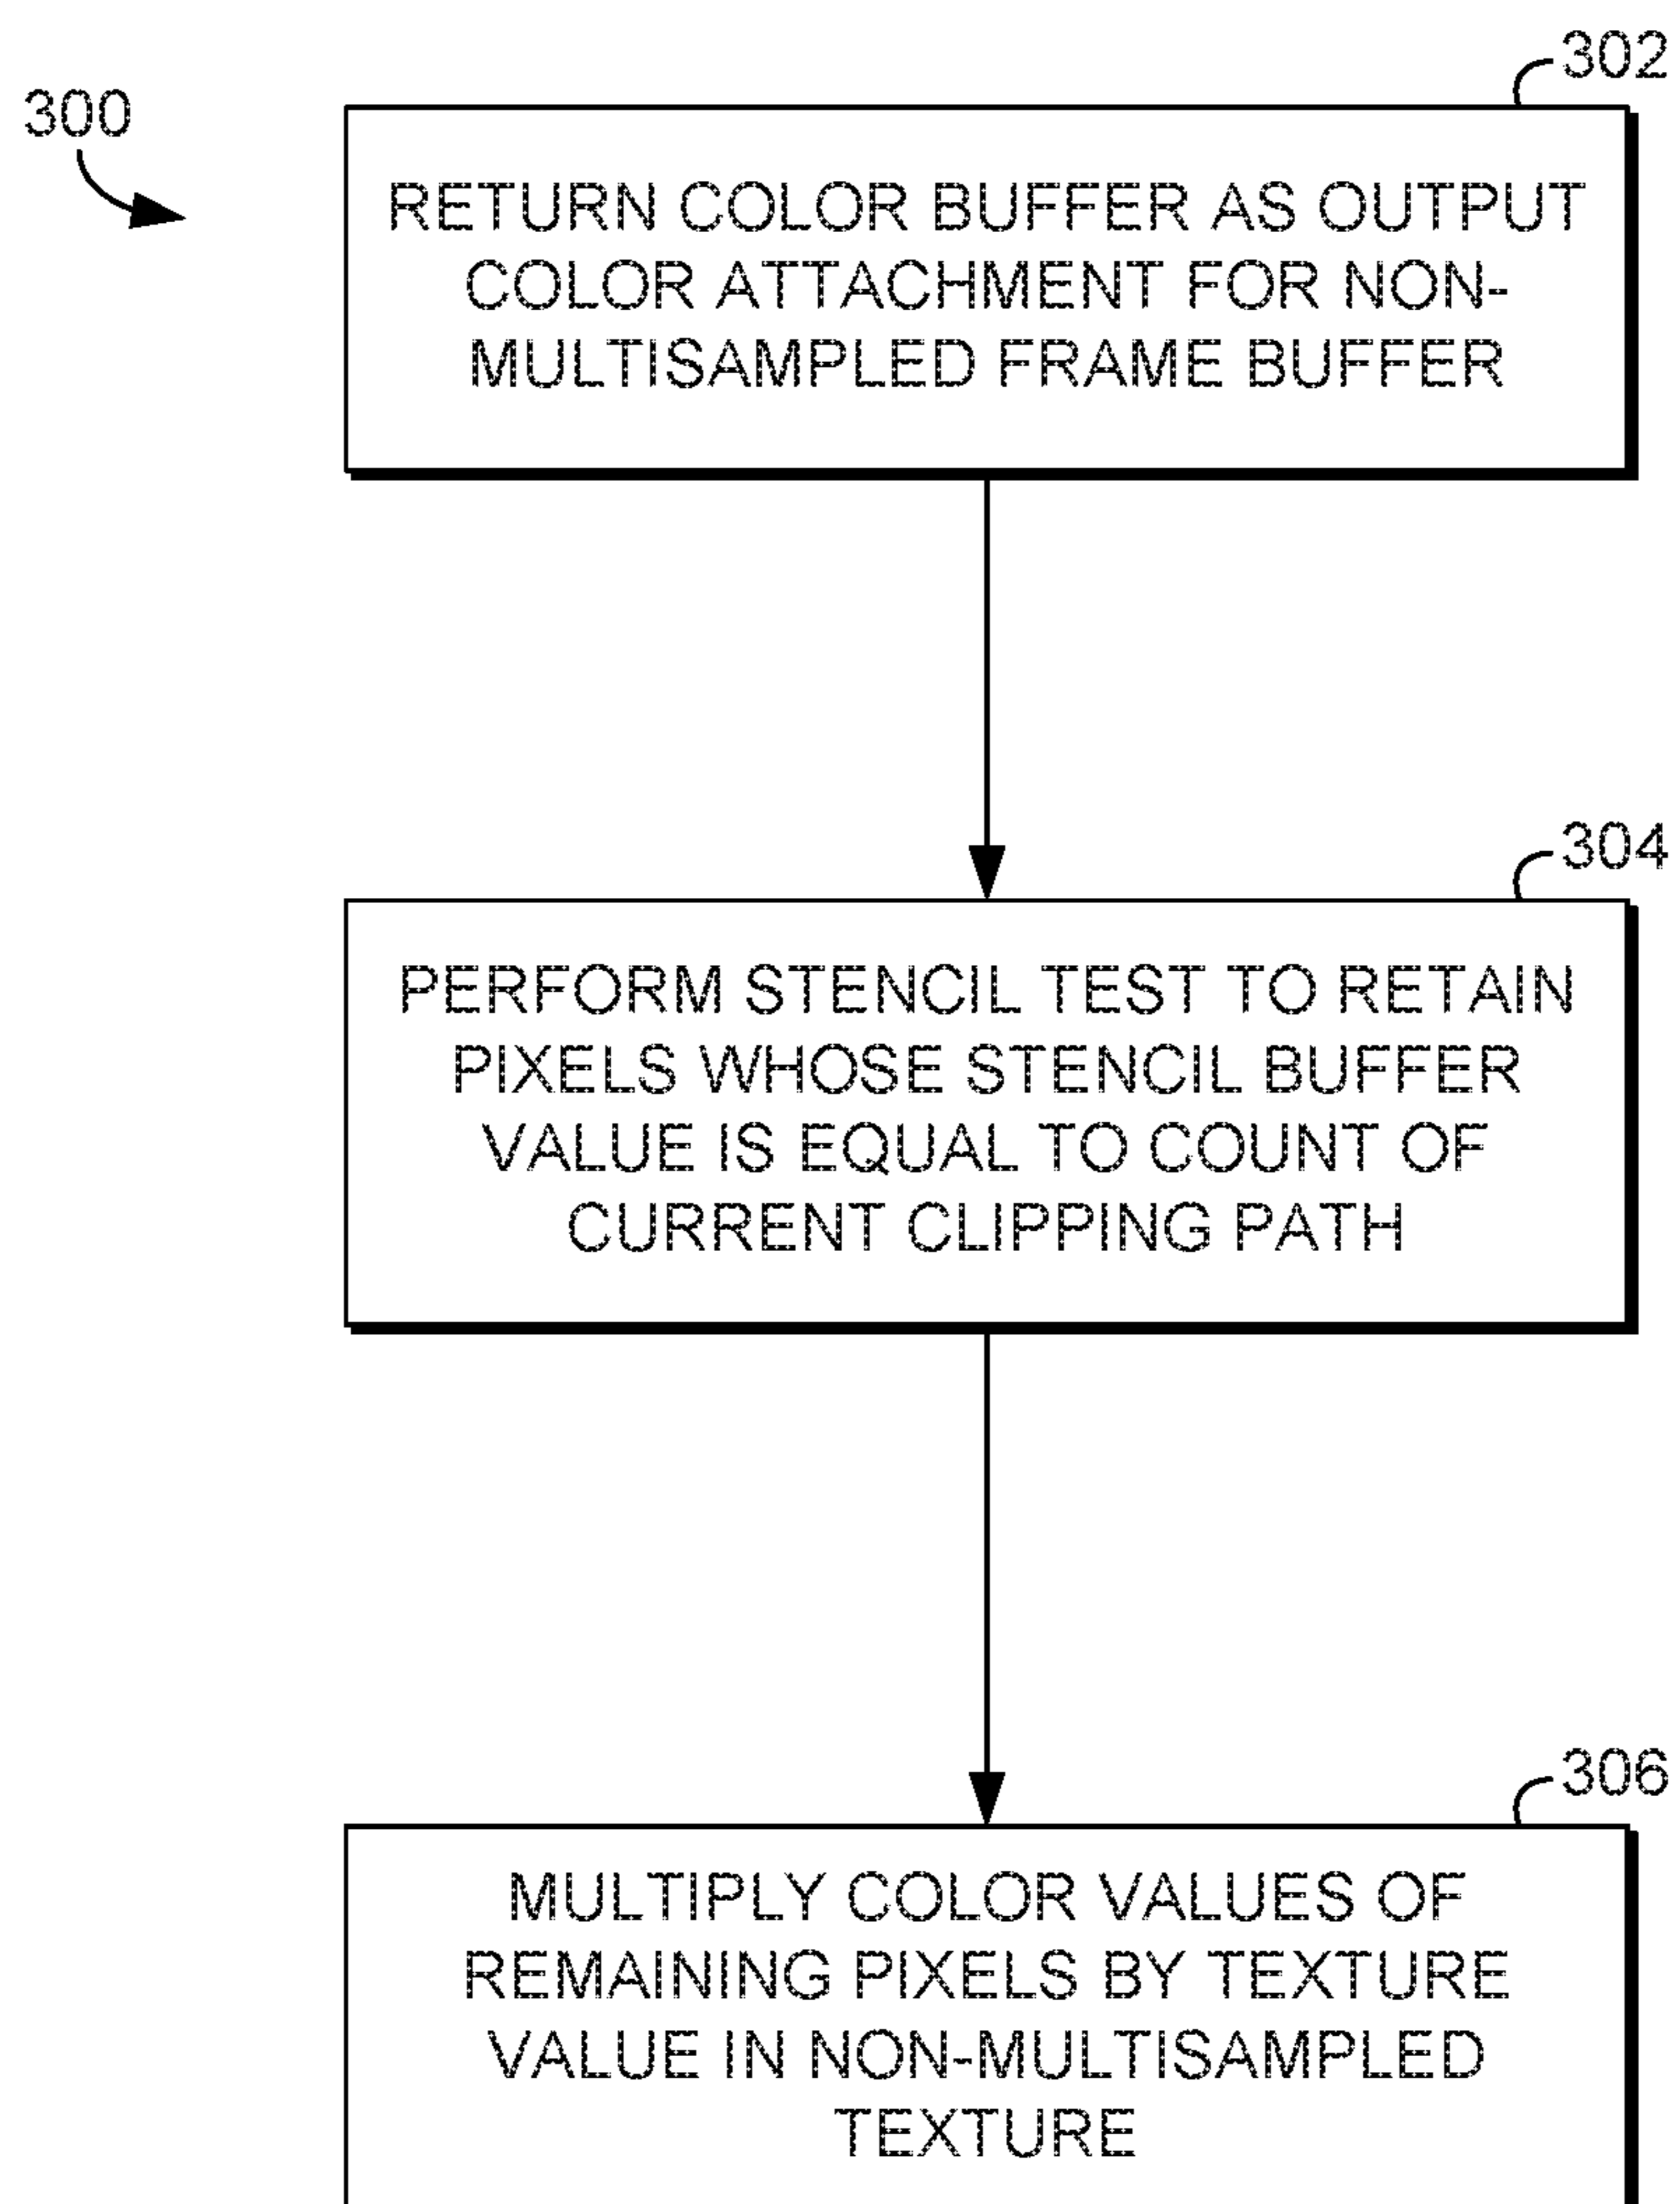 302
300
RETURN COLOR BUFFER AS OUTPUT
COLOR ATTACHMENT FOR NON-
MULTISAMPLED FRAME BUFFER
304
PERFORM STENCIL TEST TO RETAIN
PIXELS WHOSE STENCIL BUFFER
VALUE IS EQUAL TO COUNT OF
CURRENT CLIPPING PATH
306
MULTIPLY COLOR VALUES OF
REMAINING PIXELS BY TEXTURE
VALUE IN NON-MULTISAMPLED
TEXTURE